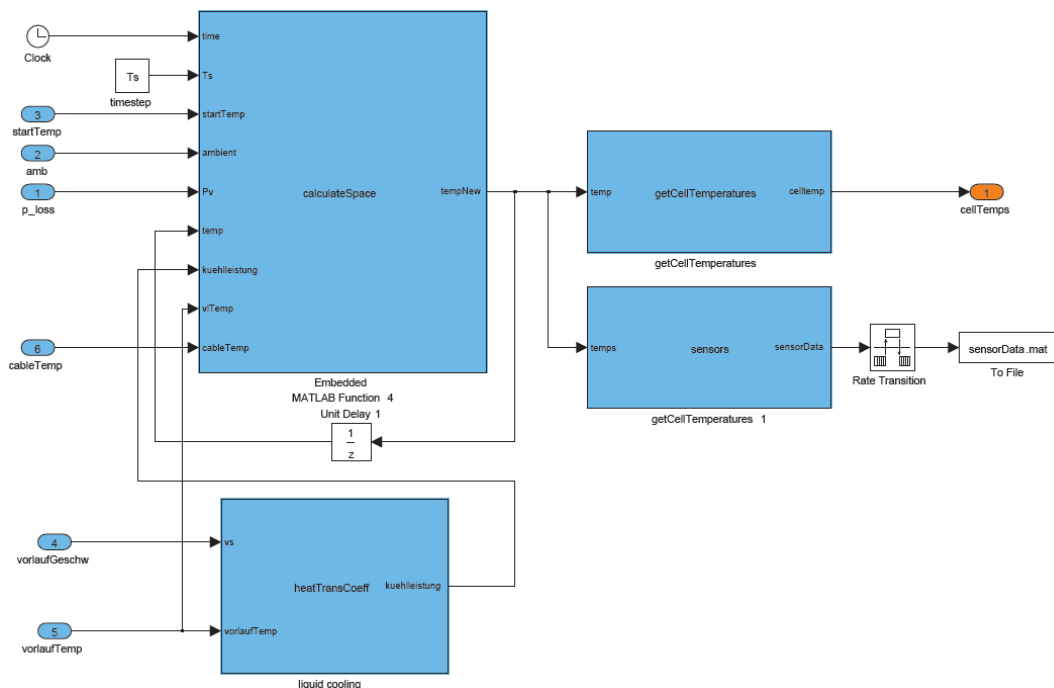 Clock
time
Ts
timestep
Ts
3
startTemp
startTemp
2
amb
ambient
1
p_loss
Pv
temp
kuehlleistung
vlTemp
6
cableTemp
cableTemp
calculateSpace
tempNew
Embedded
MATLAB Function 4
Unit Delay 1
1
z
temp
getCellTemperatures
celltemp
getCellTemperatures
1
cellTemps
temps
sensors
sensorData
getCellTemperatures 1
Rate Transition
sensorData .mat
To File
4
vorlaufGeschw
vs
heatTransCoeff
kuehlleistung
5
vorlaufTemp
vorlaufTemp
liquid cooling